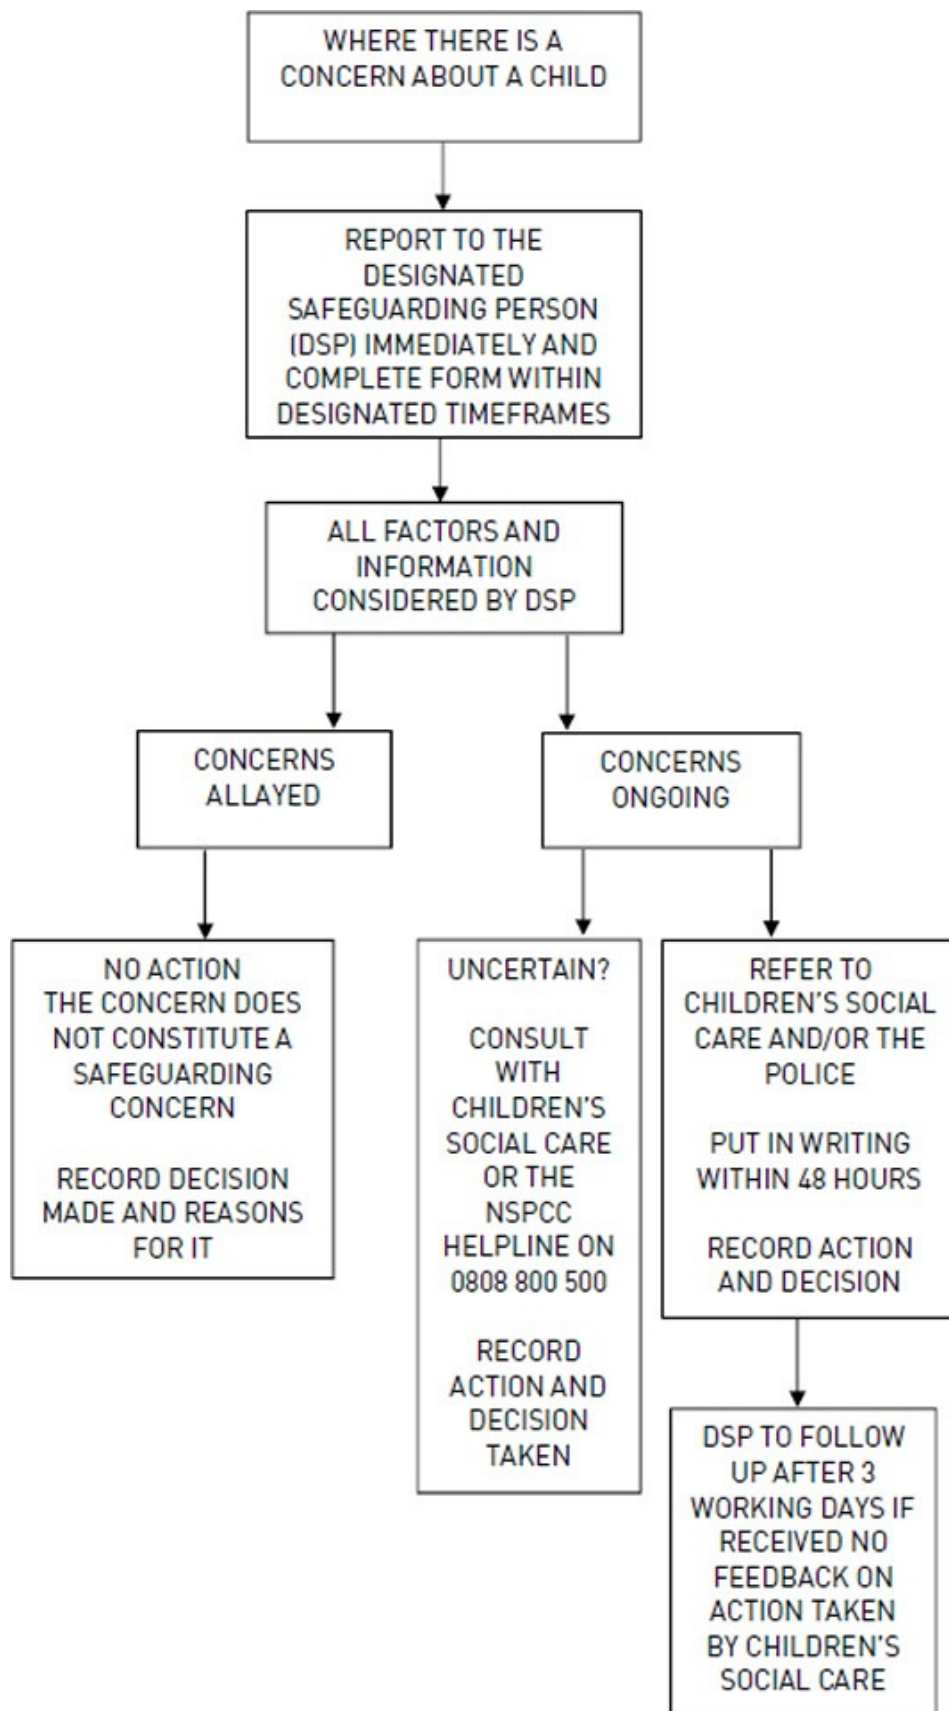 WHERE THERE IS A
CONCERN ABOUT A CHILD
REPORT TO THE
DESIGNATED
SAFEGUARDING PERSON
(DSP) IMMEDIATELY AND
COMPLETE FORM WITHIN
DESIGNATED TIMEFRAMES
ALL FACTORS AND
INFORMATION
CONSIDERED BY DSP
CONCERNS
ALLAYED
CONCERNS
ONGOING
NO ACTION
THE CONCERN DOES
NOT CONSTITUTE A
SAFEGUARDING
CONCERN
RECORD DECISION
MADE AND REASONS
FOR IT
UNCERTAIN?
CONSULT
WITH
CHILDREN'S
SOCIAL CARE
OR THE
NSPCC
HELPLINE ON
0808 800 500
RECORD
ACTION AND
DECISION
TAKEN
REFER TO
CHILDREN'S SOCIAL
CARE AND/OR THE
POLICE
PUT IN WRITING
WITHIN 48 HOURS
RECORD ACTION
AND DECISION
DSP TO FOLLOW
UP AFTER 3
WORKING DAYS IF
RECEIVED NO
FEEDBACK ON
ACTION TAKEN
BY CHILDREN'S
SOCIAL CARE